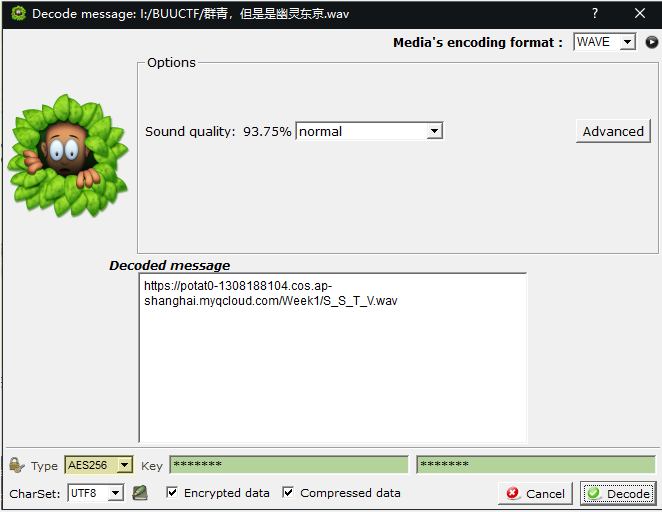 Decode message: I:/BUUCTF/群青，但是是幽灵东京.wav
?
Media's encoding format :
WAVE
Options
Sound quality: 93.75%
normal
Advanced
Decoded message
https://potat0-1308188104.cos.ap-
shanghai.myqcloud.com/Week1/S_S_T_V.wav
Type
AES256
Key
*******
*******
CharSet:
UTF8
Encrypted data
Compressed data
Cancel
Decode